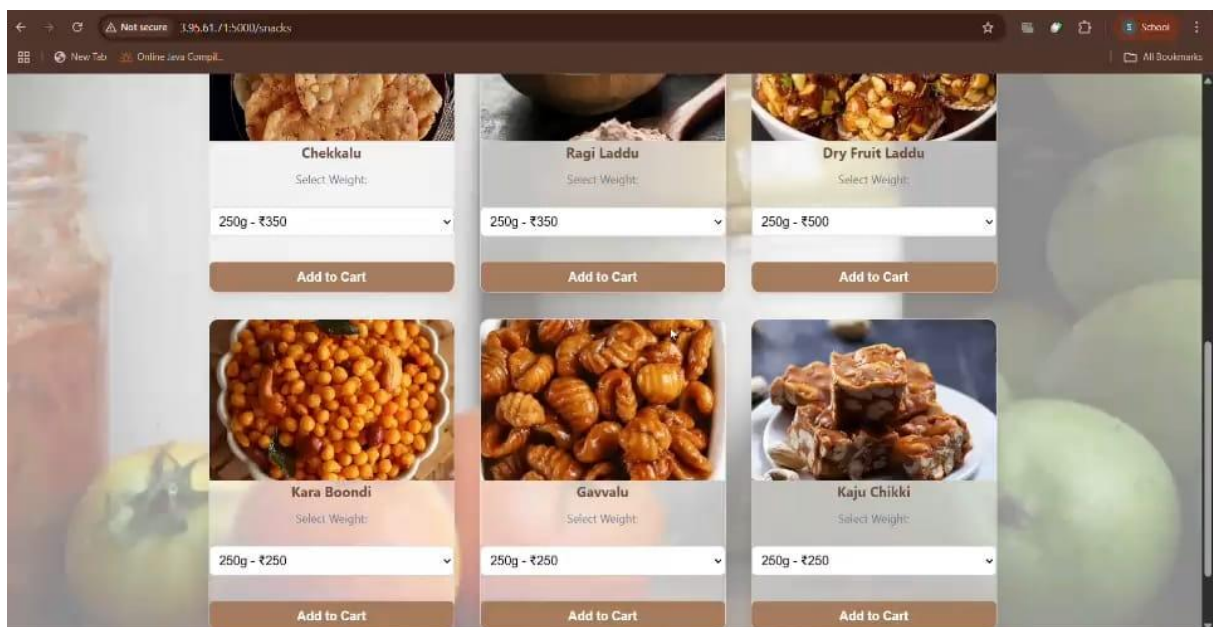 Not secure 3.95.61.71:5000/snacks School
New Tab Online Java Compil... All Bookmarks
Chekkalu Ragi Laddu Dry Fruit Laddu
Select Weight: Select Weight: Select Weight:
250g - ₹350 250g - ₹350 250g - ₹500
Add to Cart Add to Cart Add to Cart
Kara Boondi Gavvalu Kaju Chikki
Select Weight: Select Weight: Select Weight:
250g - ₹250 250g - ₹250 250g - ₹250
Add to Cart Add to Cart Add to Cart